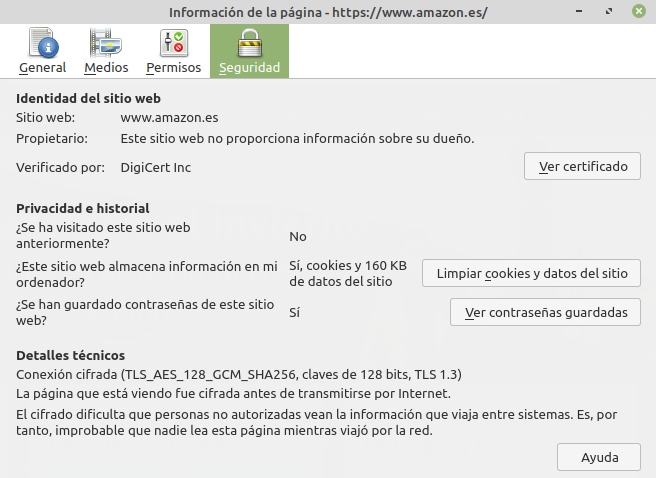 Información de la página - https://www.amazon.es/
General Medios Permisos Seguridad
Identidad del sitio web
Sitio web: www.amazon.es
Propietario: Este sitio web no proporciona información sobre su dueño.
Verificado por: DigiCert Inc Ver certificado
Privacidad e historial
¿Se ha visitado este sitio web
anteriormente? No
¿Este sitio web almacena información en mi
ordenador? Sí, cookies y 160 KB
de datos del sitio Limpiar cookies y datos del sitio
¿Se han guardado contraseñas de este sitio
web? Sí Ver contraseñas guardadas
Detalles técnicos
Conexión cifrada (TLS_AES_128_GCM_SHA256, claves de 128 bits, TLS 1.3)
La página que está viendo fue cifrada antes de transmitirse por Internet.
El cifrado dificulta que personas no autorizadas vean la información que viaja entre sistemas. Es, por
tanto, improbable que nadie lea esta página mientras viajó por la red.
Ayuda